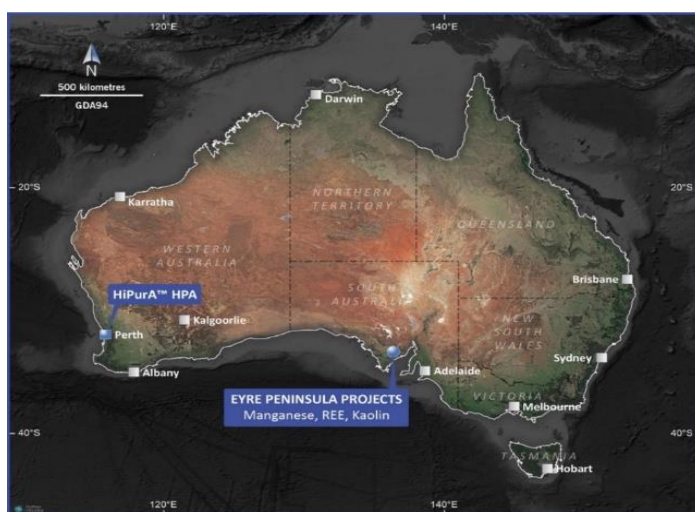 120°E
140°E
N
500 kilometres
GDA94
Darwin
20°S
20°S
Karratha
NORTHERN
TERRITORY
QUEENSLAND
WESTERN
AUSTRALIA
SOUTH
AUSTRALIA
Brisbane
HiPurA™ HPA
Perth
Kalgoorlie
NEW
SOUTH
WALES
Sydney
Albany
Adelaide
EYRE PENINSULA PROJECTS
Manganese, REE, Kaolin
VICTORIA
Melbourne
40°S
40°S
TASMANIA
Hobart
120°E
140°E